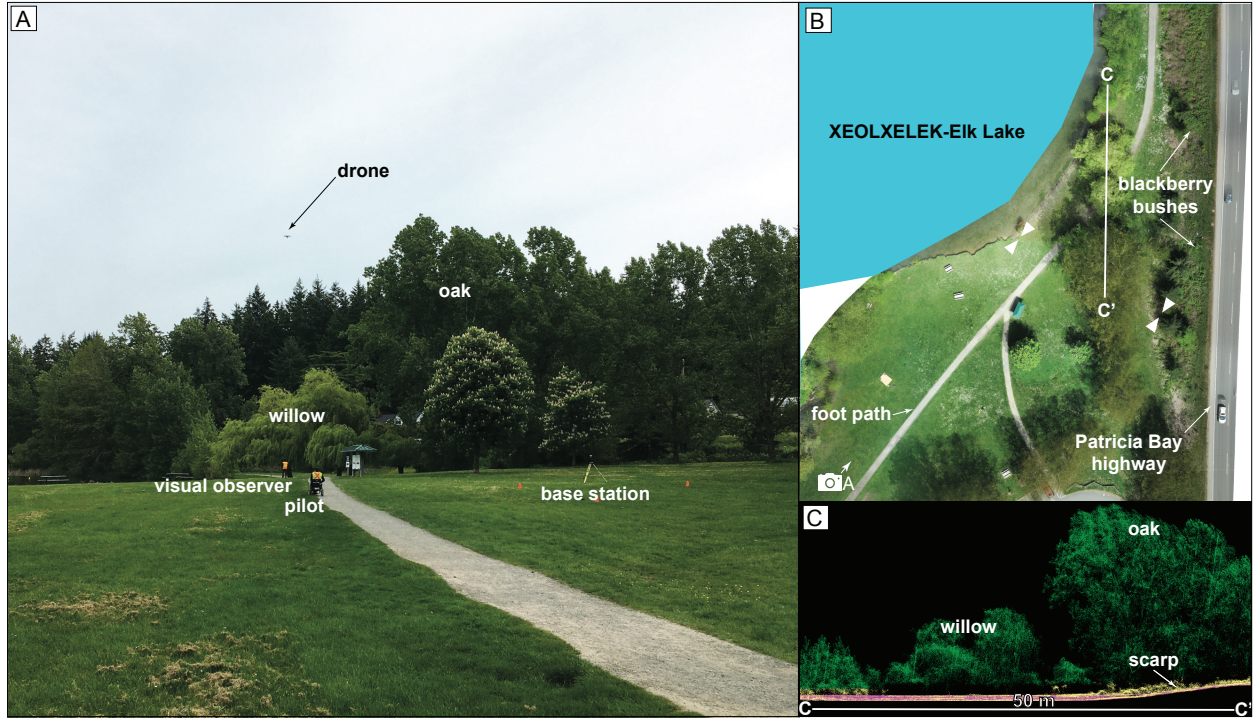 A
drone
oak
willow
visual observer
pilot
base station
B
C
XEOLXELEK-Elk Lake
blackberry
bushes
C'
foot path
Patricia Bay
highway
A
C
oak
willow
scarp
50 m
C
C'